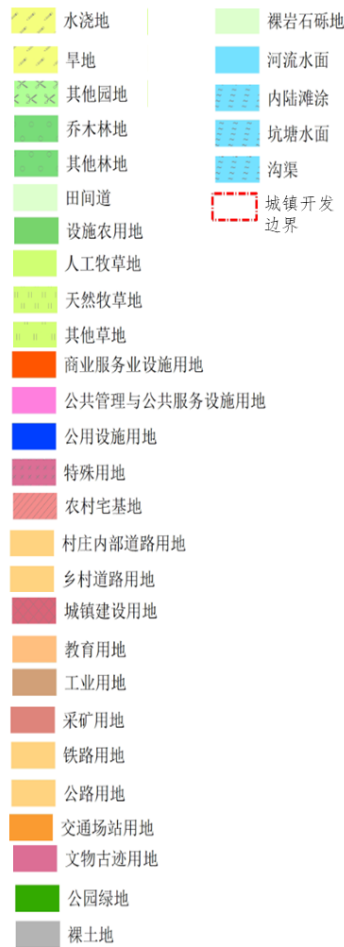 水浇地
旱地
其他园地
乔木林地
其他林地
田间道
设施农用地
人工牧草地
天然牧草地
其他草地
商业服务业设施用地
公共管理与公共服务设施用地
公用设施用地
特殊用地
农村宅基地
村庄内部道路用地
乡村道路用地
城镇建设用地
教育用地
工业用地
采矿用地
铁路用地
公路用地
交通场站用地
文物古迹用地
公园绿地
裸土地
裸岩石砾地
河流水面
内陆滩涂
坑塘水面
沟渠
城镇开发
边界